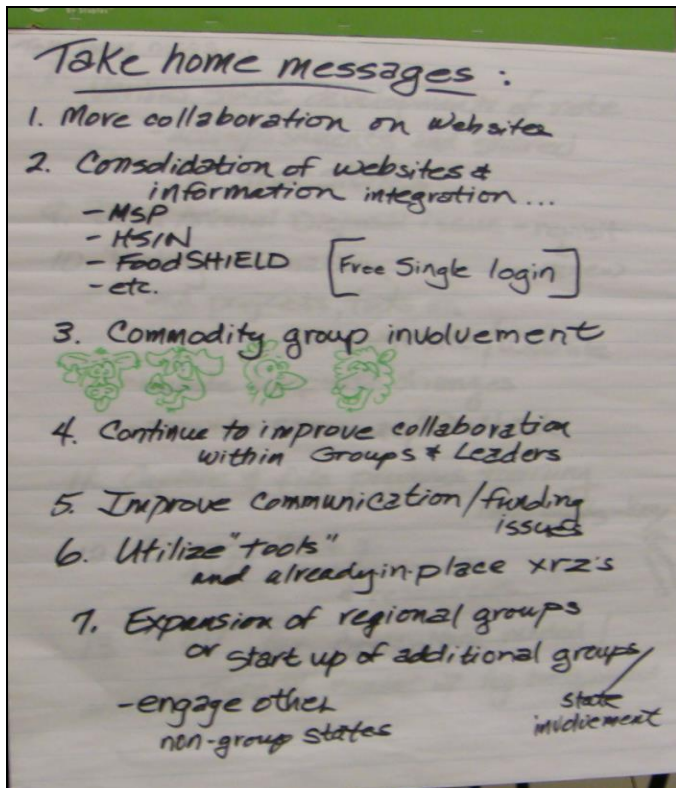 Take home messages :
1. More collaboration on websites
2. Consolidation of websites &
information integration...
- MSP
- HSIN
- FoodSHIELD [Free Single login]
- etc.
3. Commodity group involvement
4. Continue to improve collaboration
within Groups & Leaders
5. Improve Communication/funding
issues
6. Utilize "tools"
and already in-place xrz's
7. Expansion of regional groups
or start up of additional groups/
state
involvement
- engage other
non-group states